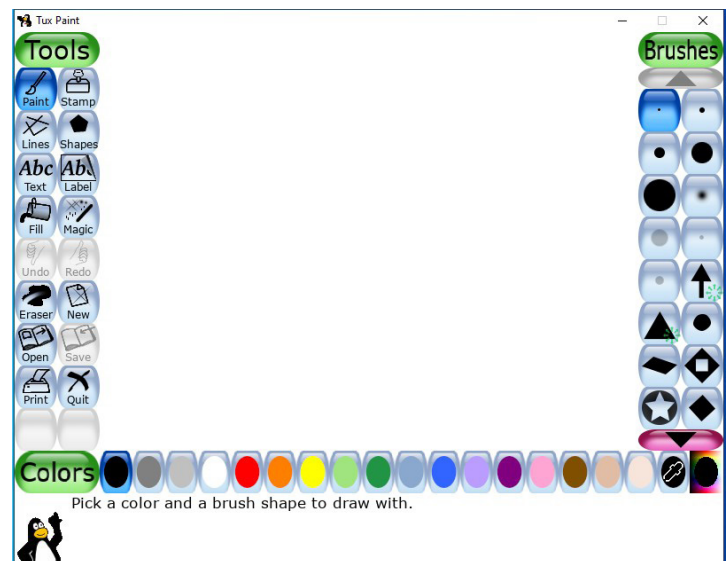 Tux Paint
Tools
Brushes
Paint
Stamp
Lines
Shapes
Abc
Abc
Text
Label
Fill
Magic
Undo
Redo
Eraser
New
Open
Save
Print
Quit
Colors
Pick a color and a brush shape to draw with.